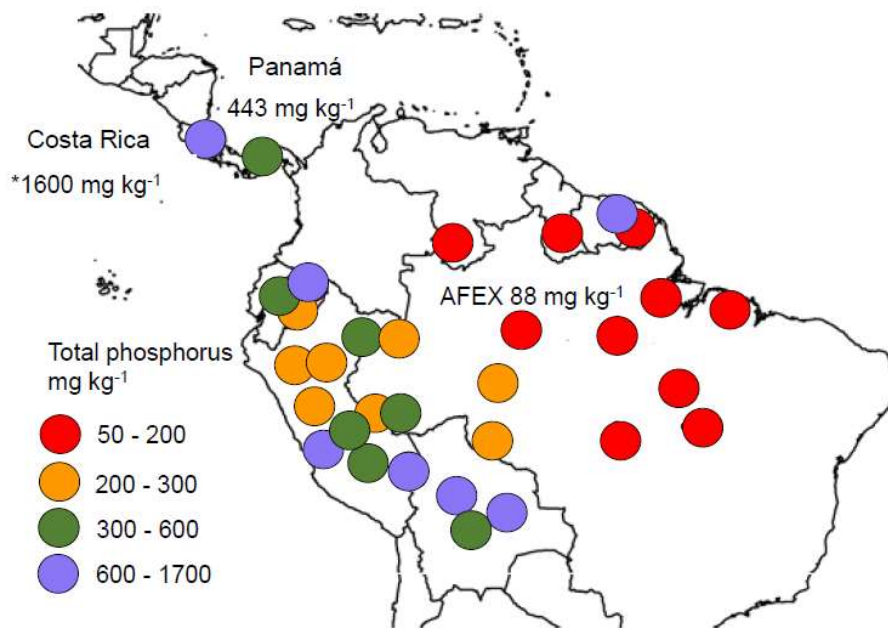 Panamá
443 mg kg⁻¹
Costa Rica
*1600 mg kg⁻¹
AFEX 88 mg kg⁻¹
Total phosphorus
mg kg⁻¹
50 - 200
200 - 300
300 - 600
600 - 1700